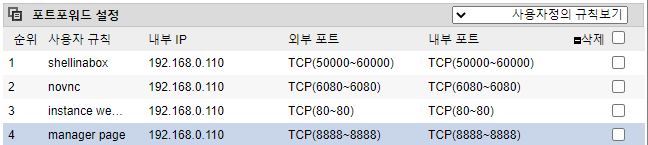 포트포워드 설정 사용자정의 규칙보기
순위 사용자 규칙 내부 IP 외부 포트 내부 포트 삭제
1 shellinabox 192.168.0.110 TCP(50000~60000) TCP(50000~60000)
2 novnc 192.168.0.110 TCP(6080~6080) TCP(6080~6080)
3 instance we... 192.168.0.110 TCP(80~80) TCP(80~80)
4 manager page 192.168.0.110 TCP(8888~8888) TCP(8888~8888)